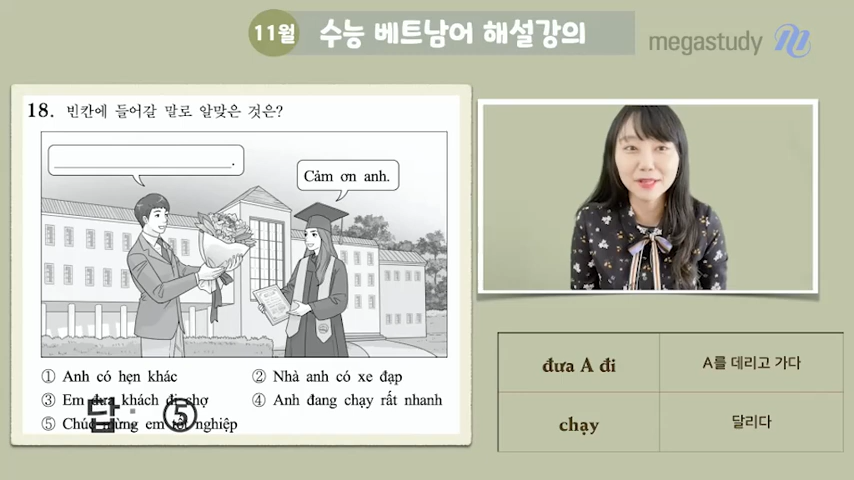 11월 수능 베트남어 해설강의
megastudy
18. 빈칸에 들어갈 말로 알맞은 것은?
.
Cảm ơn anh.
① Anh có hẹn khác
② Nhà anh có xe đạp
③ Em đưa khách đi chợ
④ Anh đang chạy rất nhanh
⑤ Chúc mừng em tốt nghiệp
답: ⑤
đưa A đi
A를 데리고 가다
chạy
달리다